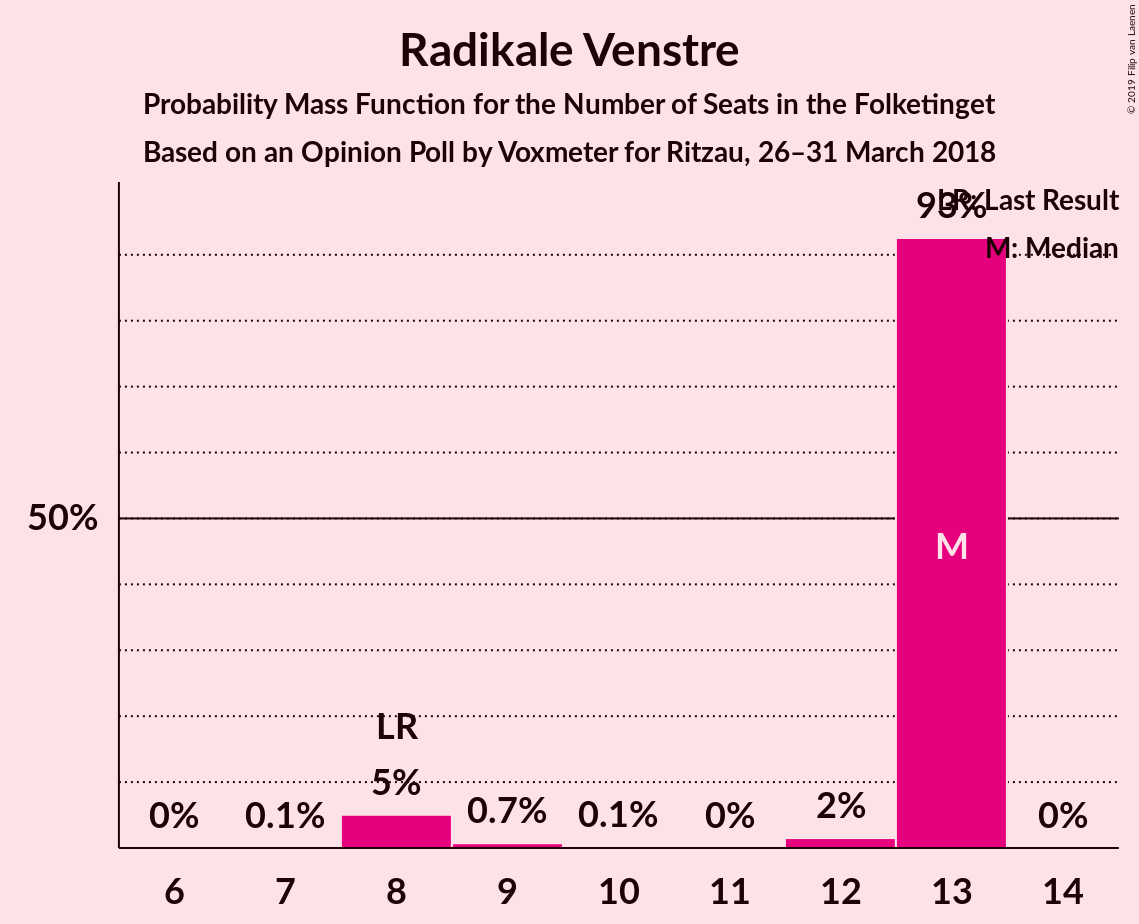 Radikale Venstre
Probability Mass Function for the Number of Seats in the Folketinget
Based on an Opinion Poll by Voxmeter for Ritzau, 26–31 March 2018
© 2019 Filip van Laenen
LR: Last Result
M: Median
93%
50%
M
LR
5%
0% 0.1% 0.7% 0.1% 0% 2% 0%
6 7 8 9 10 11 12 13 14